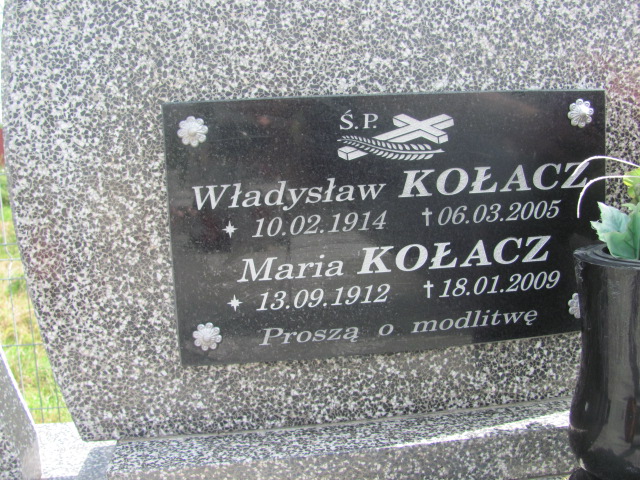 Ś.P.
Władysław KOŁACZ
10.02.1914 †06.03.2005
Maria KOŁACZ
13.09.1912 †18.01.2009
Proszą o modlitwę